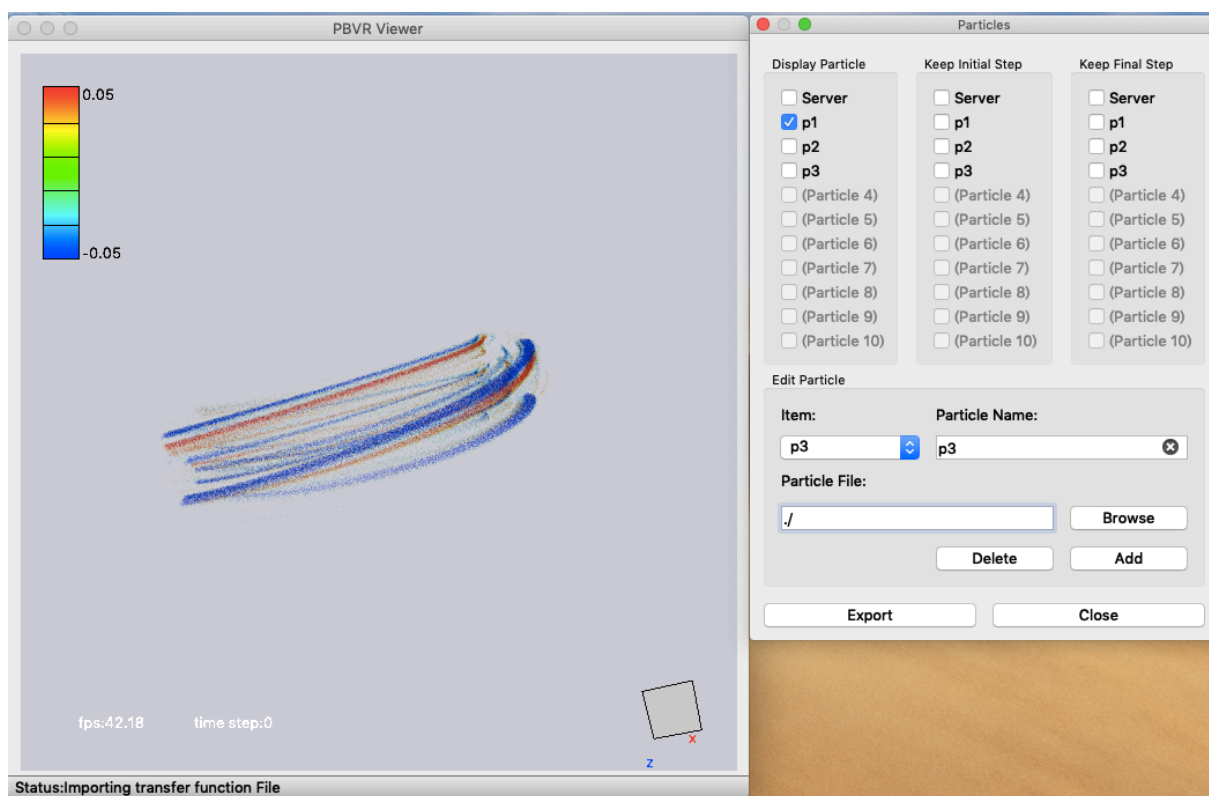 PBVR Viewer
0.05
-0.05
fps:42.18 time step:0
x
z
Status:Importing transfer function File
Particles
Display Particle Keep Initial Step Keep Final Step
Server Server Server
p1 p1 p1
p2 p2 p2
p3 p3 p3
(Particle 4) (Particle 4) (Particle 4)
(Particle 5) (Particle 5) (Particle 5)
(Particle 6) (Particle 6) (Particle 6)
(Particle 7) (Particle 7) (Particle 7)
(Particle 8) (Particle 8) (Particle 8)
(Particle 9) (Particle 9) (Particle 9)
(Particle 10) (Particle 10) (Particle 10)
Edit Particle
Item: Particle Name:
p3 p3
Particle File:
./ Browse
Delete Add
Export Close